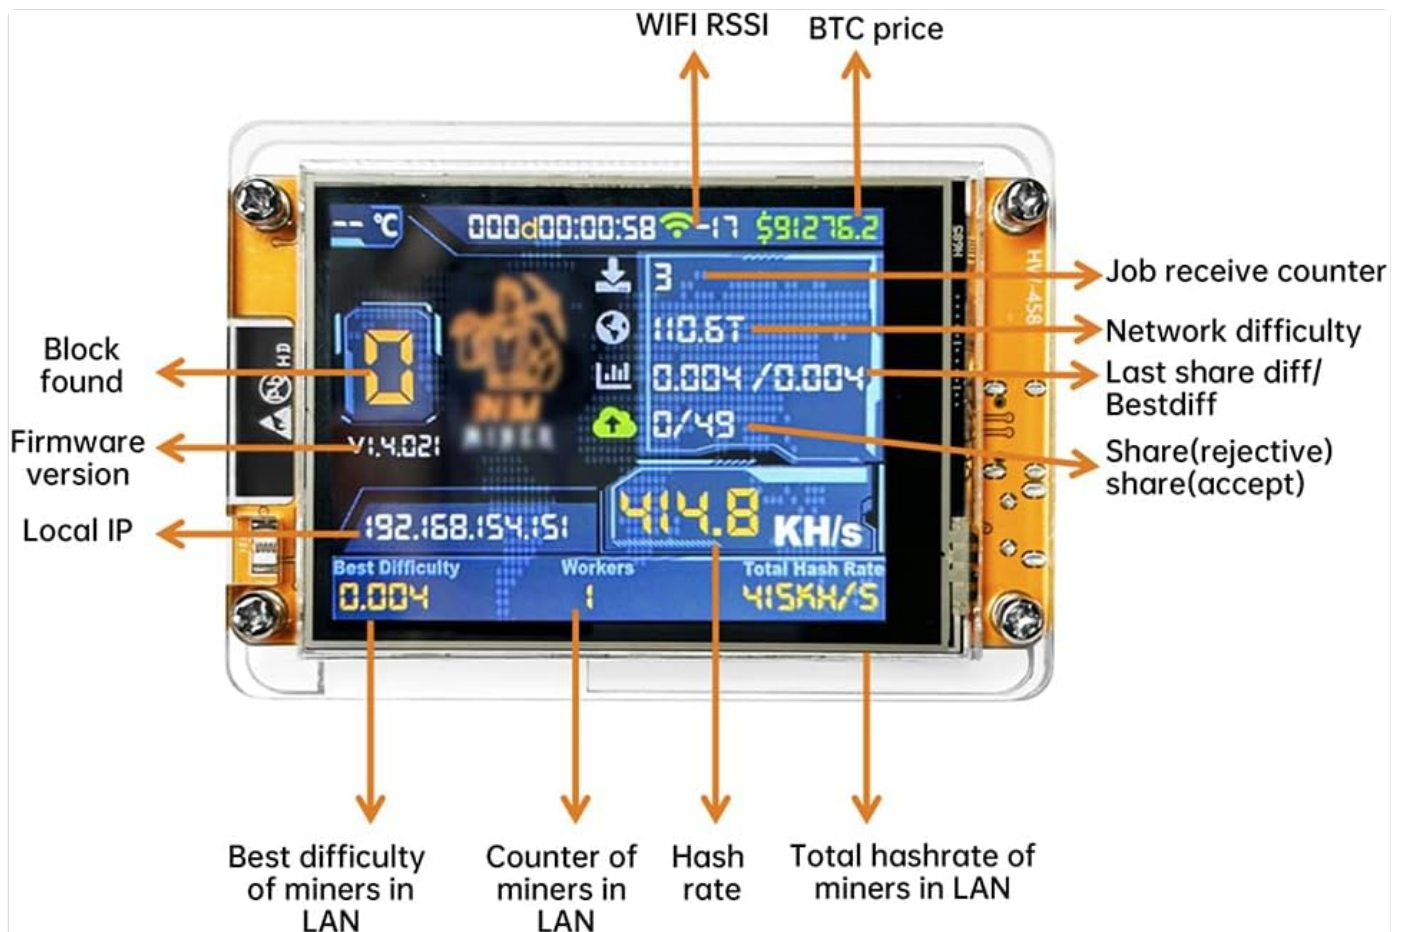 WIFI RSSI
BTC price
-- °C
000d00:00:58 -17 $91276.2
3
Job receive counter
110.6T
Network difficulty
0.004 /0.004
Last share diff/
Bestdiff
0/49
Share(rejective)
share(accept)
0
Block
found
NM
MINER
V1.4.021
Firmware
version
192.168.154.151
Local IP
414.8 KH/s
Best Difficulty
Workers
Total Hash Rate
0.004
1
415KH/S
HD
Pb
Best difficulty
of miners in
LAN
Counter of
miners in
LAN
Hash
rate
Total hashrate of
miners in LAN